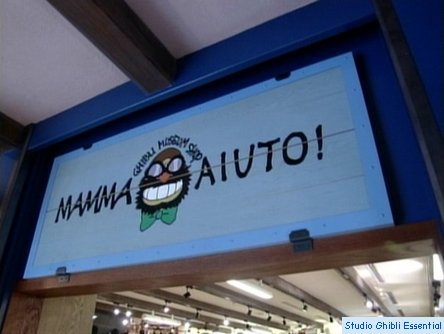 GHIBLI MUSEUM SHOP
MAMMA AIUTO!
Studio Ghibli Essential